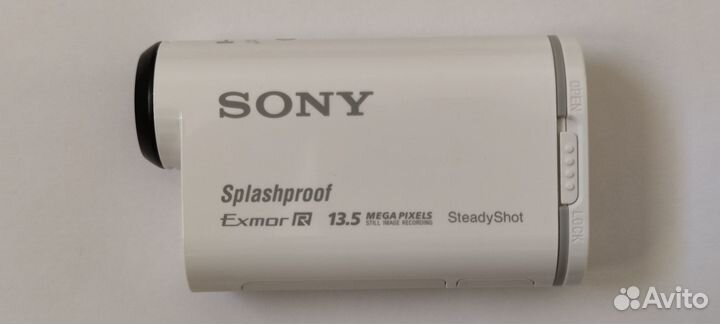 SONY
Splashproof
Exmor R 13.5 MEGA PIXELS SteadyShot
STILL IMAGE RECORDING
OPEN
LOCK
Avito